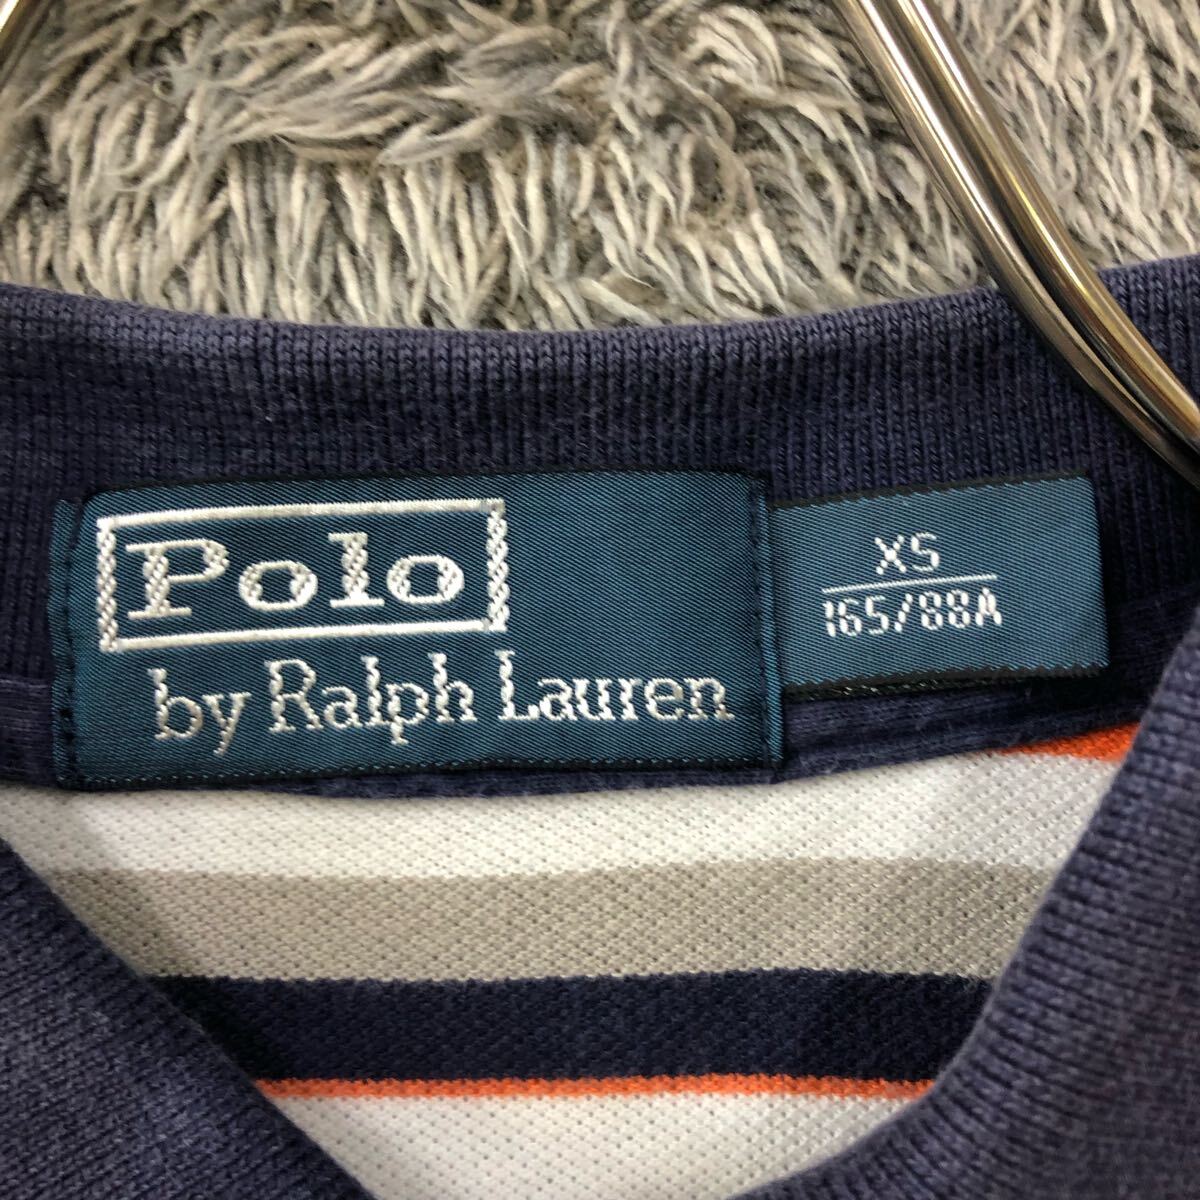 Polo
by Ralph Lauren
XS
165/88A